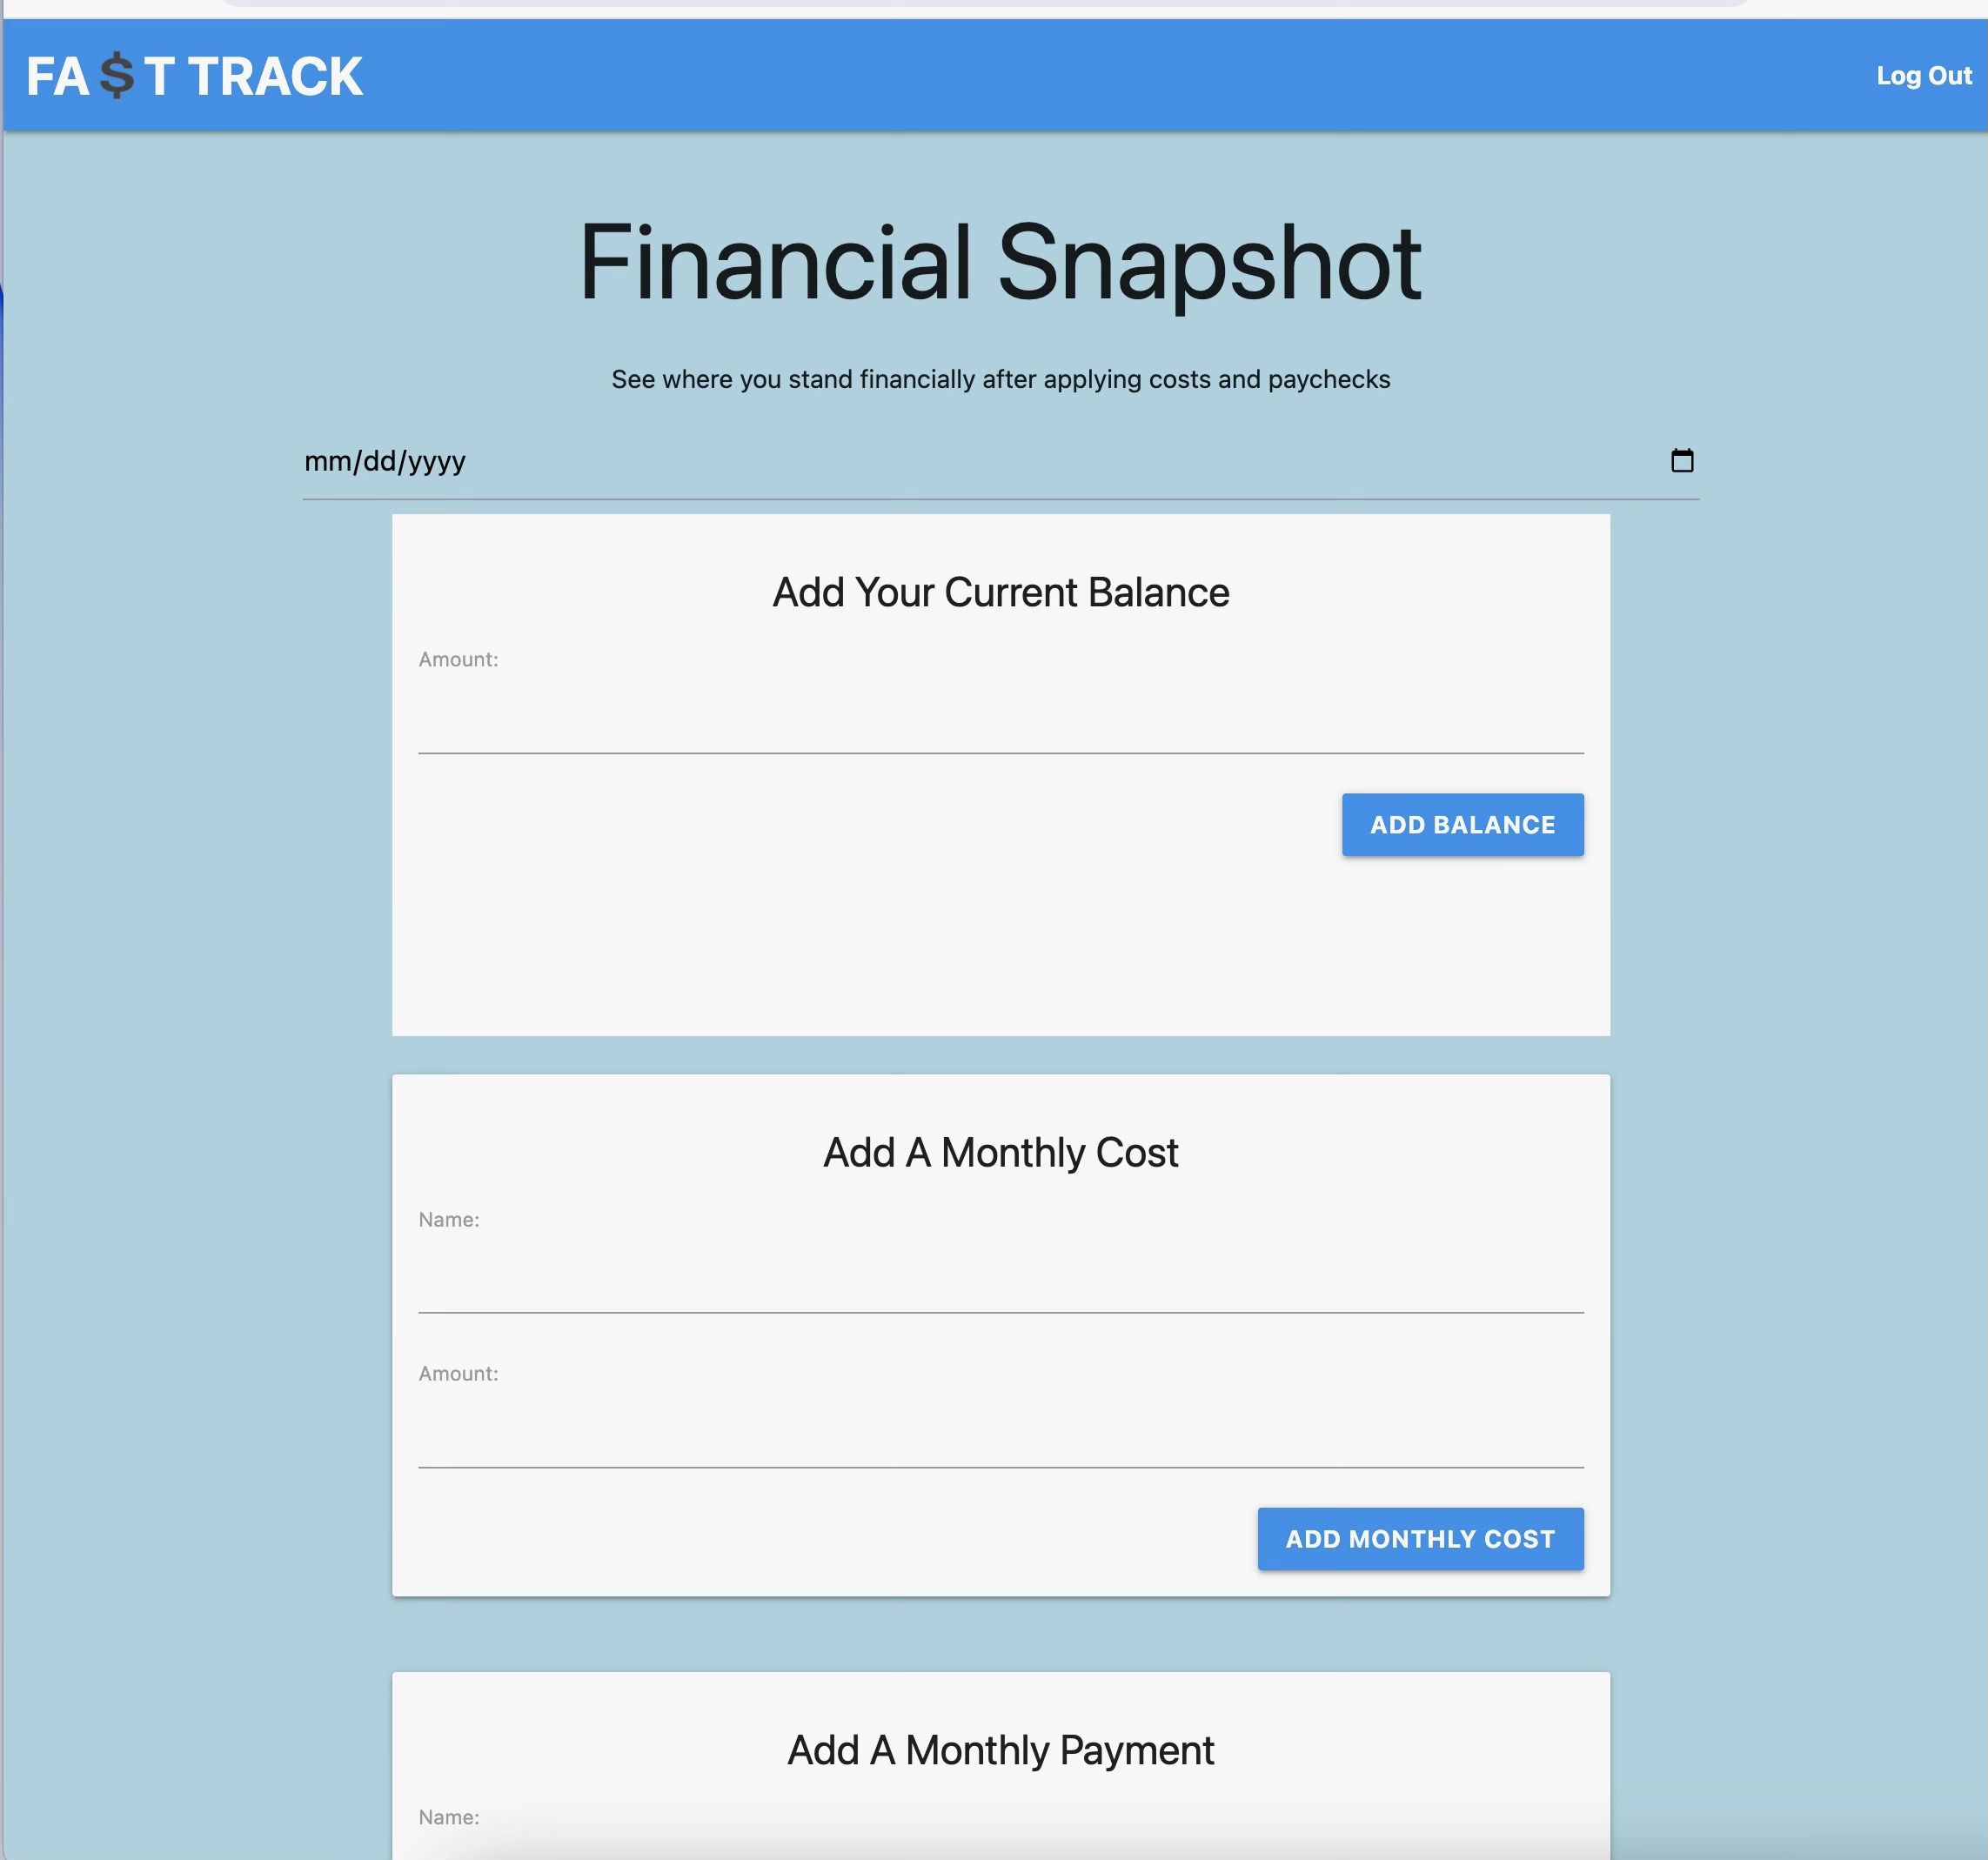 FA$T TRACK
Log Out
Financial Snapshot
See where you stand financially after applying costs and paychecks
mm/dd/yyyy
Add Your Current Balance
Amount:
ADD BALANCE
Add A Monthly Cost
Name:
Amount:
ADD MONTHLY COST
Add A Monthly Payment
Name: